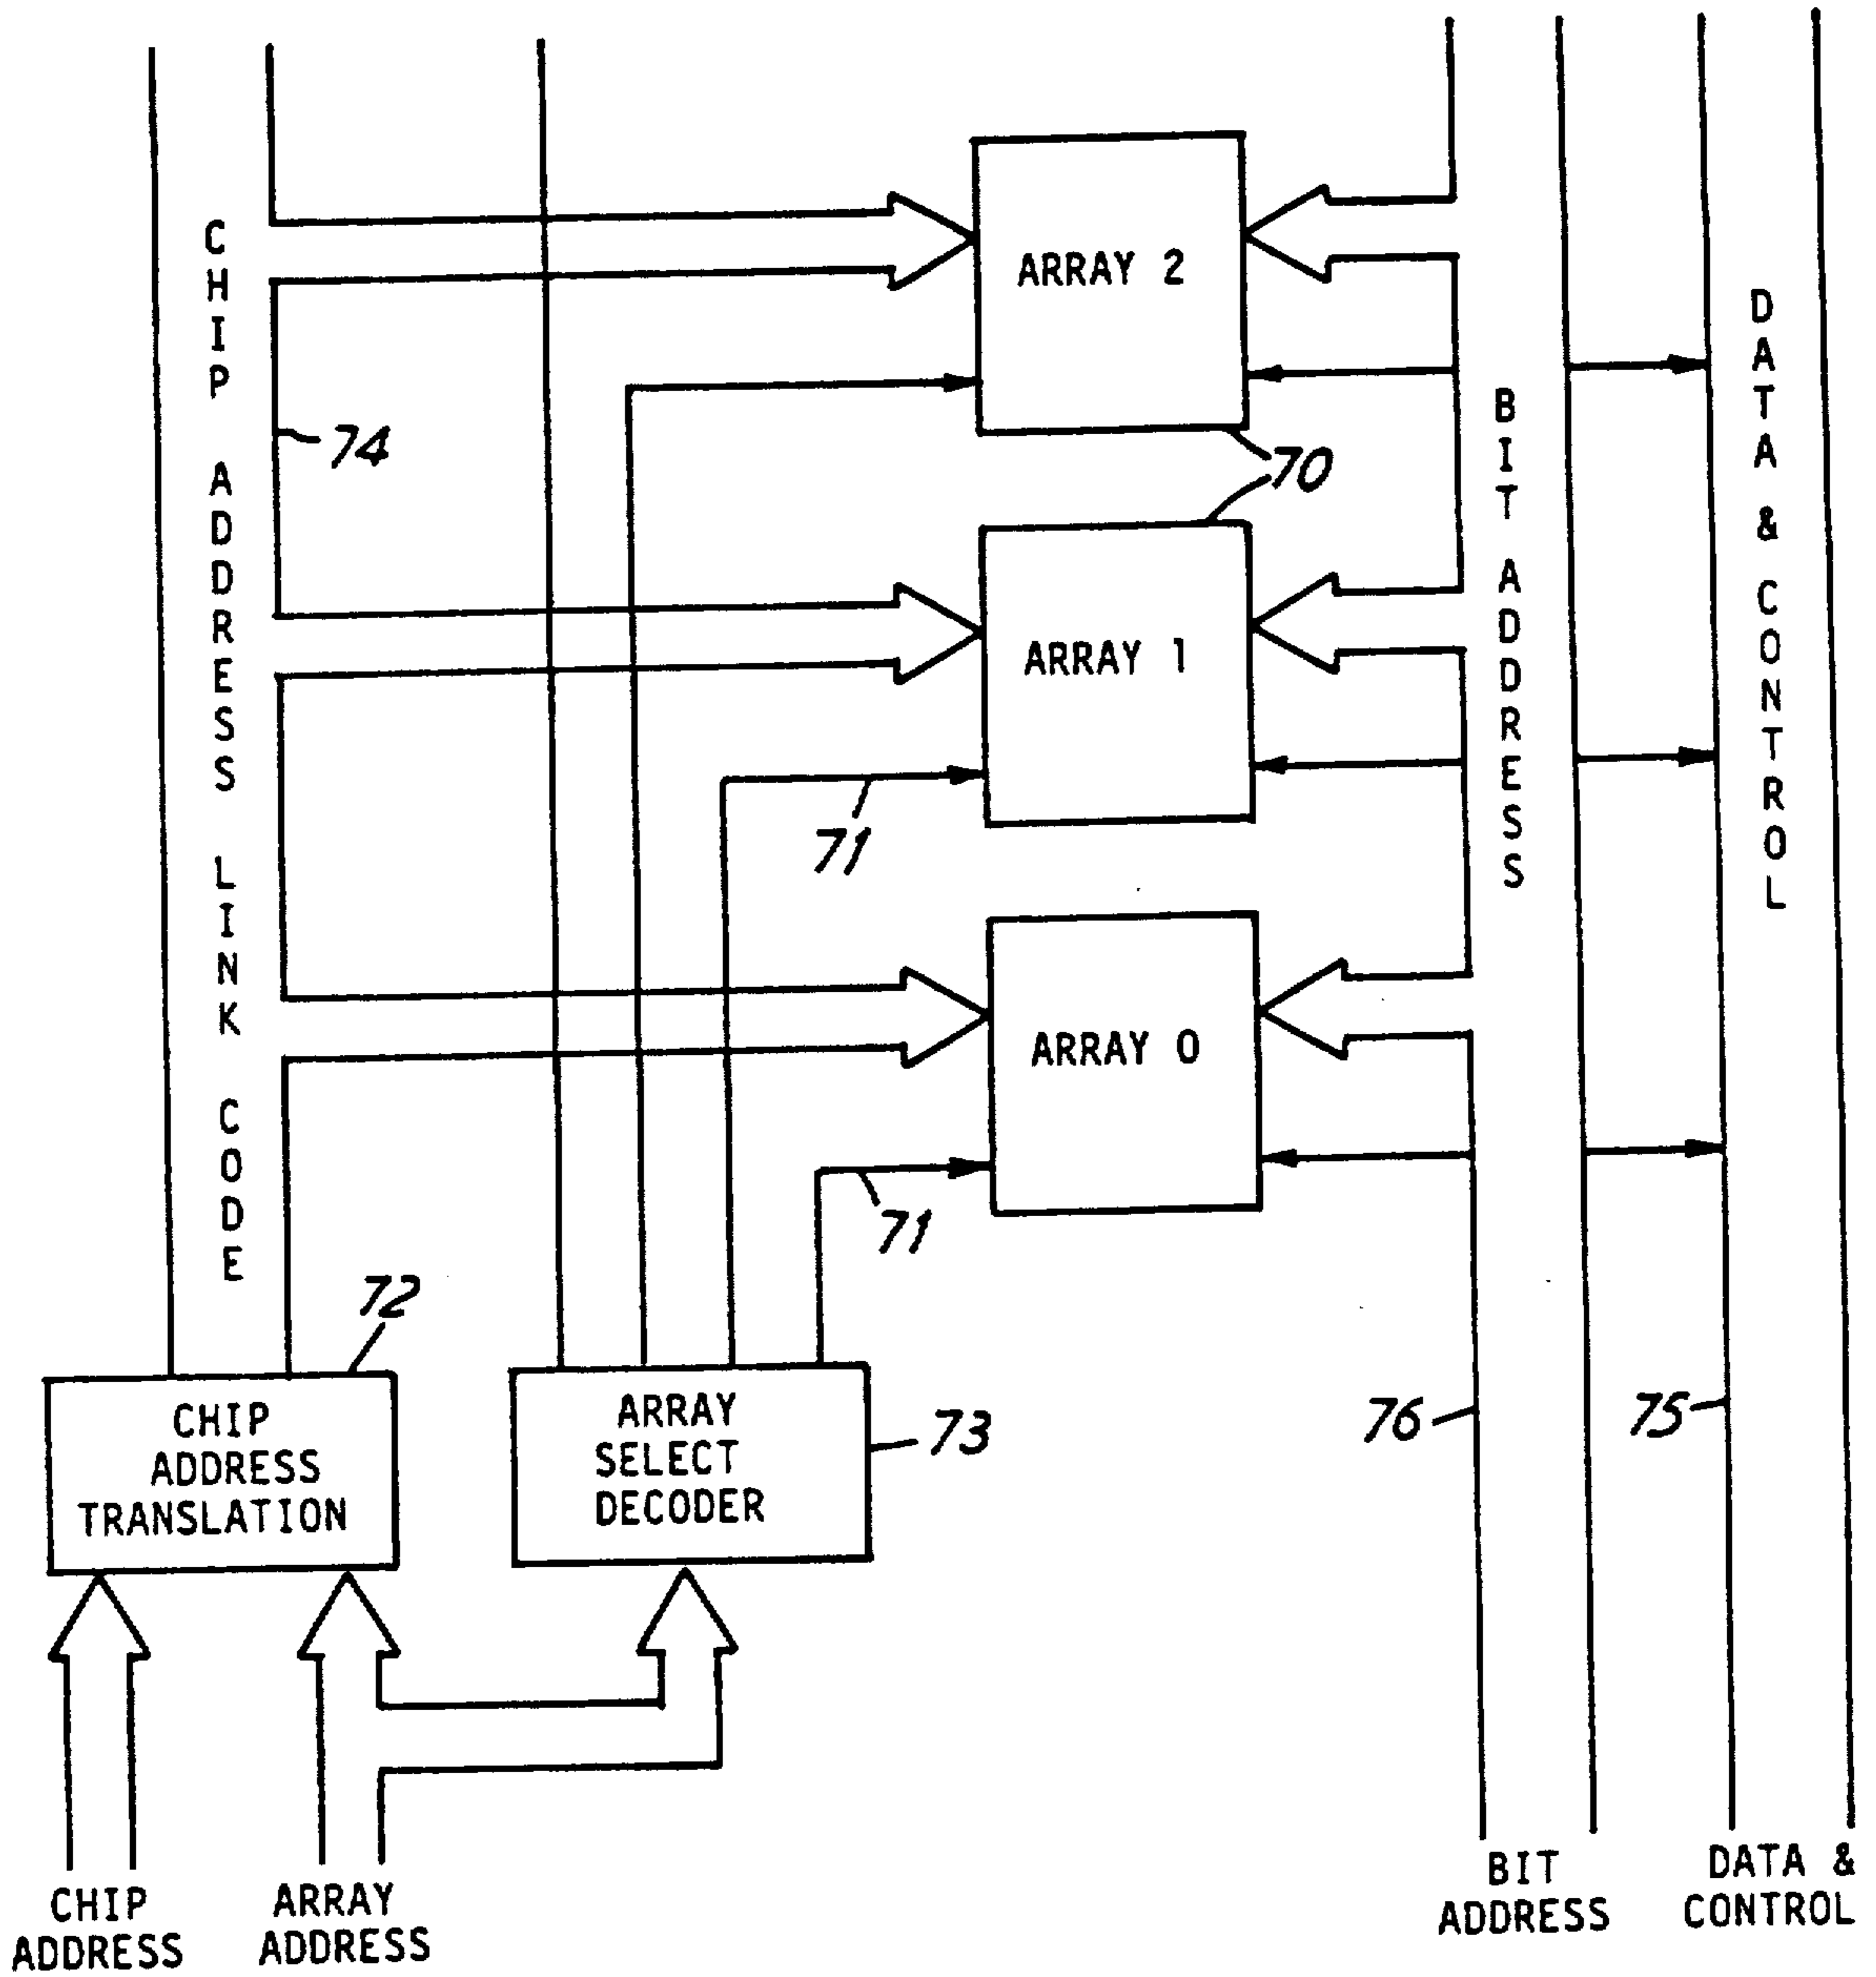 ARRAY 2
74
70
ARRAY 1
71
ARRAY 0
71
CHIP ADDRESS LINK CODE
BIT ADDRESS
DATA & CONTROL
72
CHIP
ADDRESS
TRANSLATION
ARRAY
SELECT
DECODER
73
76
75
CHIP
ADDRESS
ARRAY
ADDRESS
BIT
ADDRESS
DATA &
CONTROL